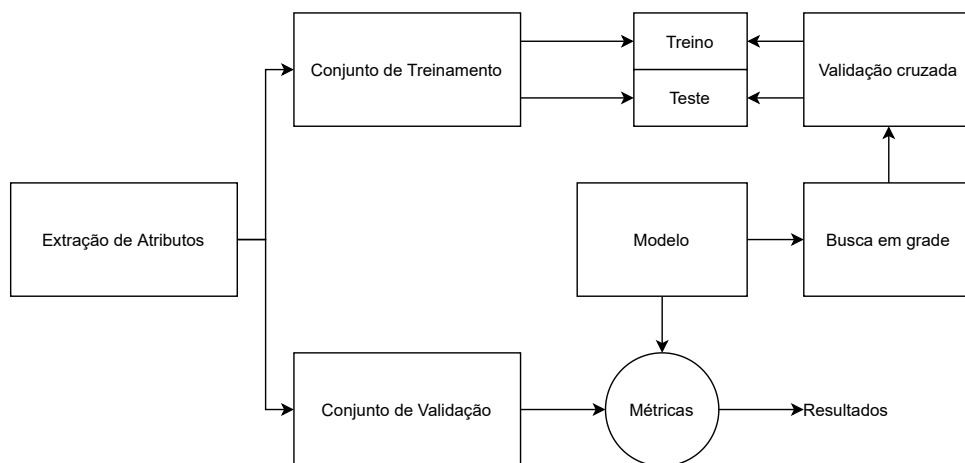 Conjunto de Treinamento
Treino
Teste
Validação cruzada
Extração de Atributos
Modelo
Busca em grade
Conjunto de Validação
Métricas
Resultados